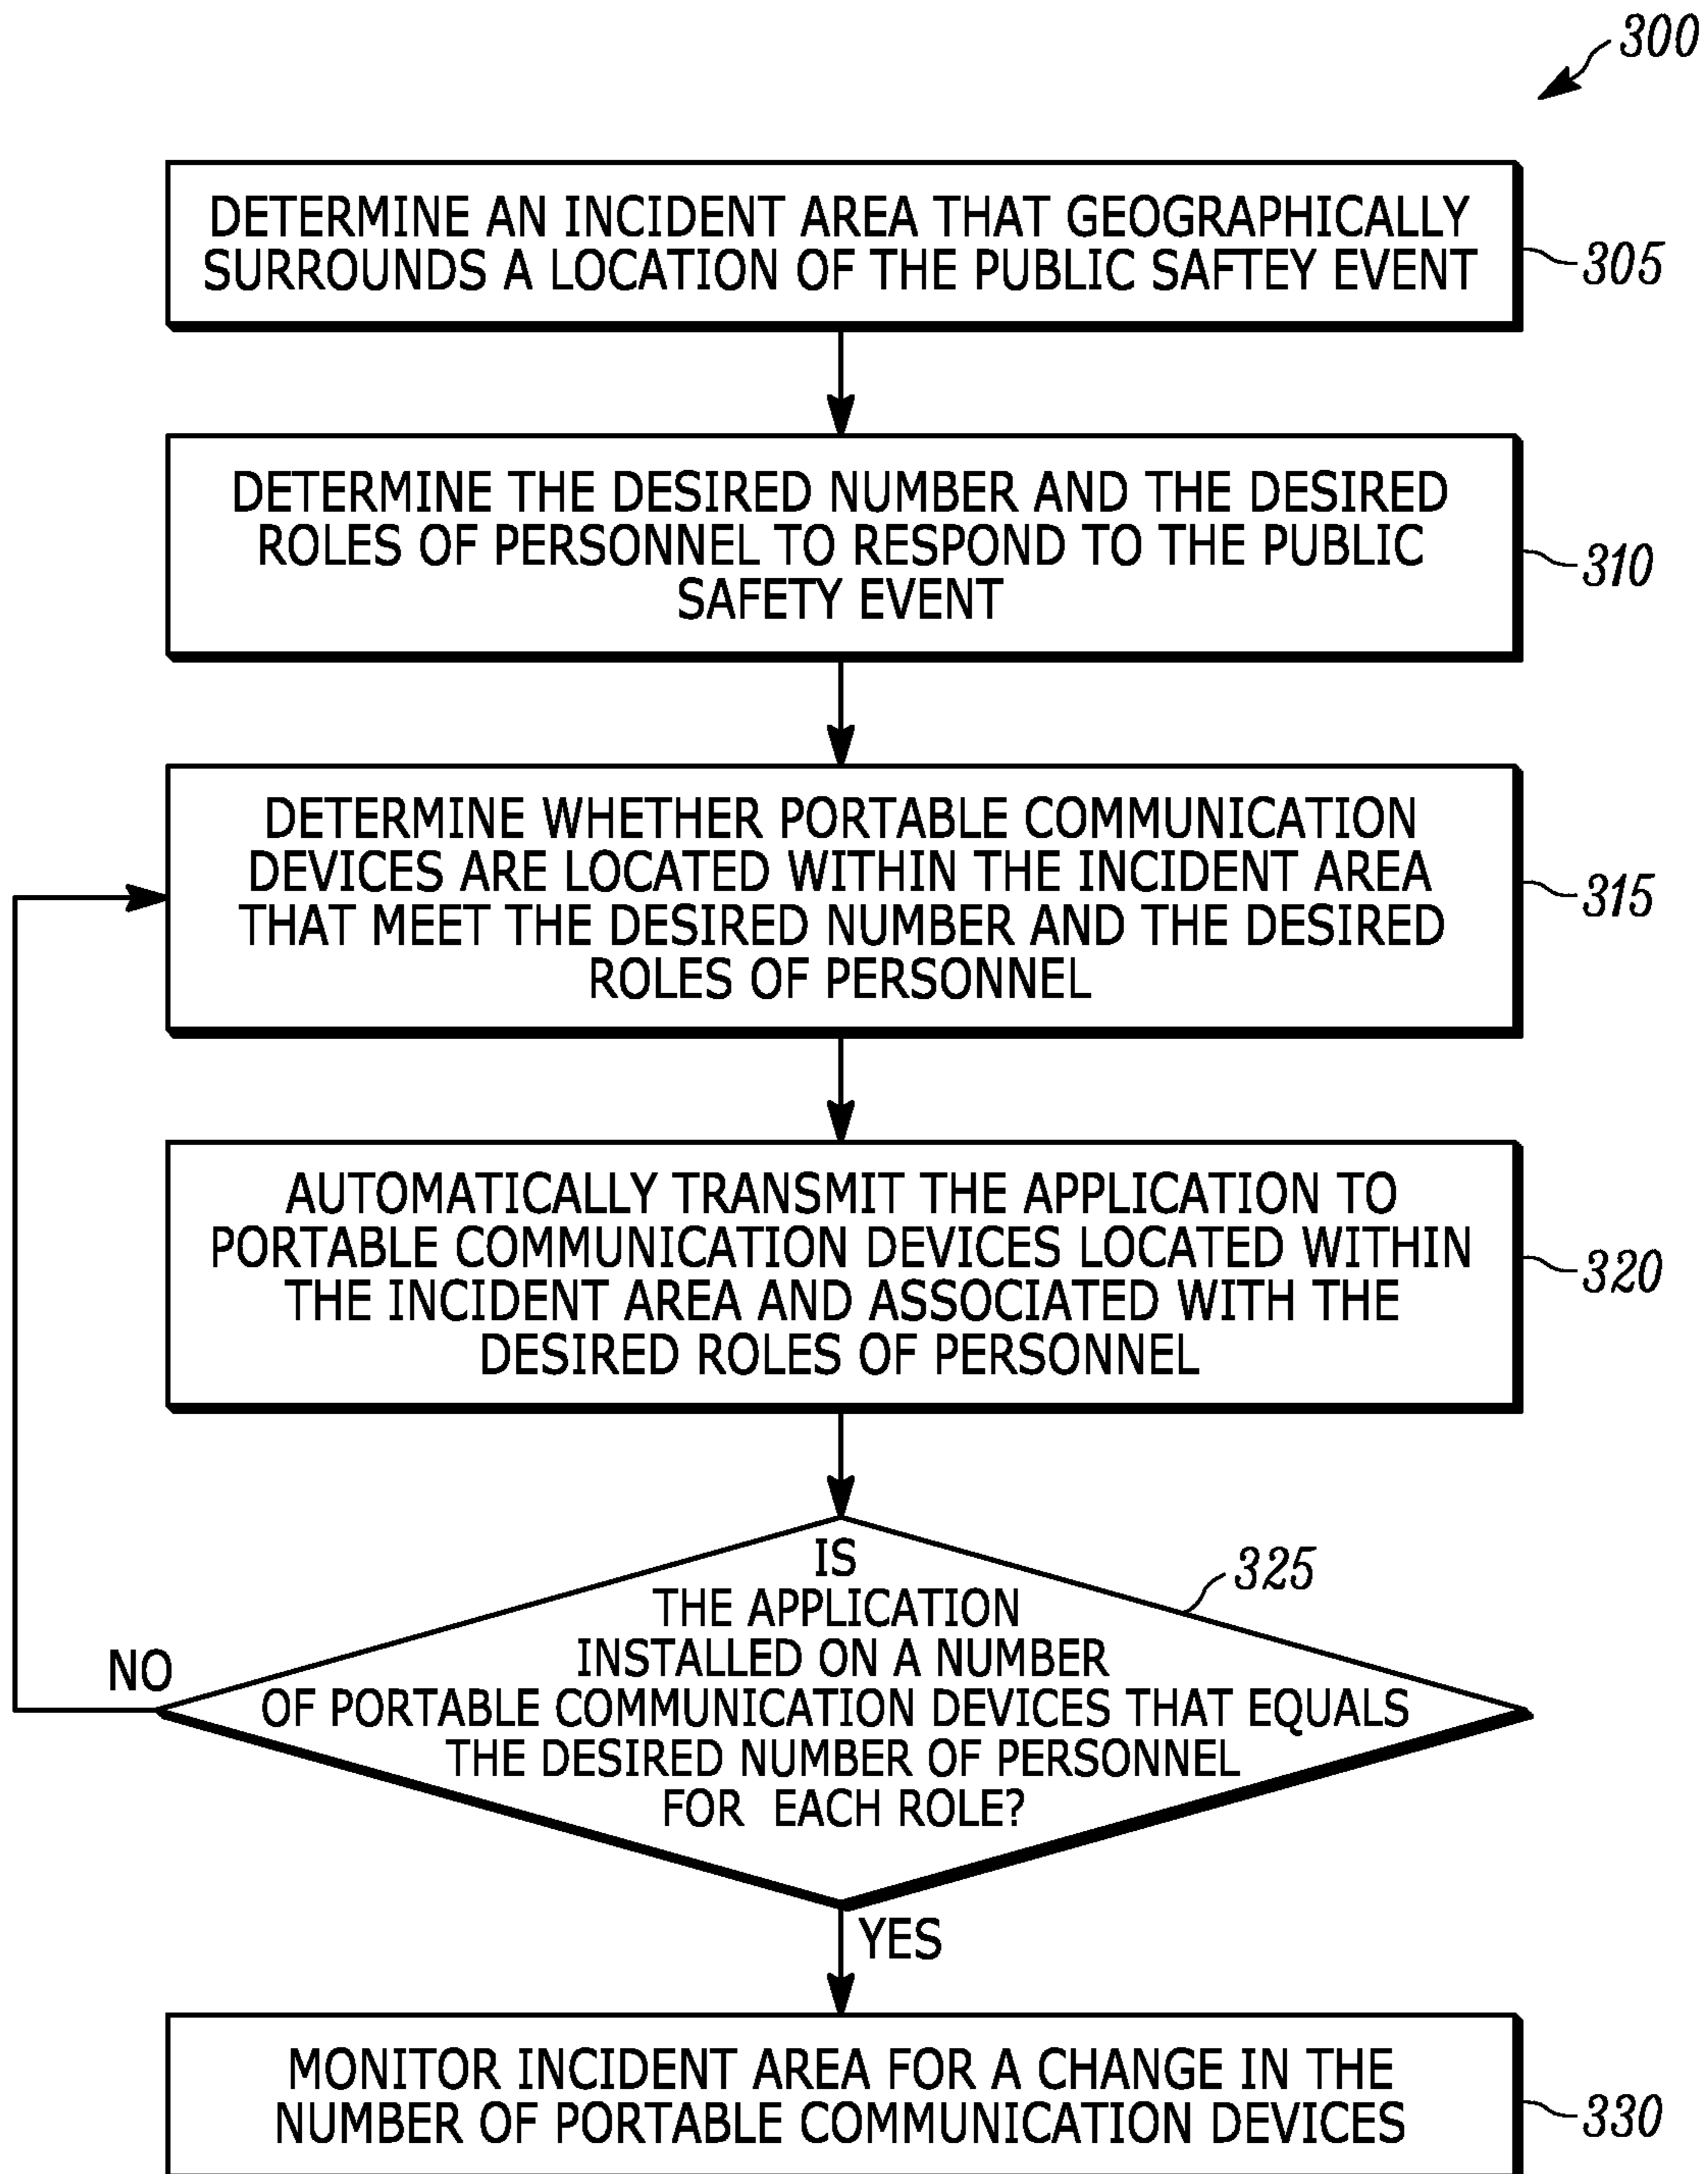 300
DETERMINE AN INCIDENT AREA THAT GEOGRAPHICALLY
SURROUNDS A LOCATION OF THE PUBLIC SAFTEY EVENT
305
DETERMINE THE DESIRED NUMBER AND THE DESIRED
ROLES OF PERSONNEL TO RESPOND TO THE PUBLIC
SAFETY EVENT
310
DETERMINE WHETHER PORTABLE COMMUNICATION
DEVICES ARE LOCATED WITHIN THE INCIDENT AREA
THAT MEET THE DESIRED NUMBER AND THE DESIRED
ROLES OF PERSONNEL
315
AUTOMATICALLY TRANSMIT THE APPLICATION TO
PORTABLE COMMUNICATION DEVICES LOCATED WITHIN
THE INCIDENT AREA AND ASSOCIATED WITH THE
DESIRED ROLES OF PERSONNEL
320
IS
THE APPLICATION
INSTALLED ON A NUMBER
OF PORTABLE COMMUNICATION DEVICES THAT EQUALS
THE DESIRED NUMBER OF PERSONNEL
FOR EACH ROLE?
325
NO
YES
MONITOR INCIDENT AREA FOR A CHANGE IN THE
NUMBER OF PORTABLE COMMUNICATION DEVICES
330